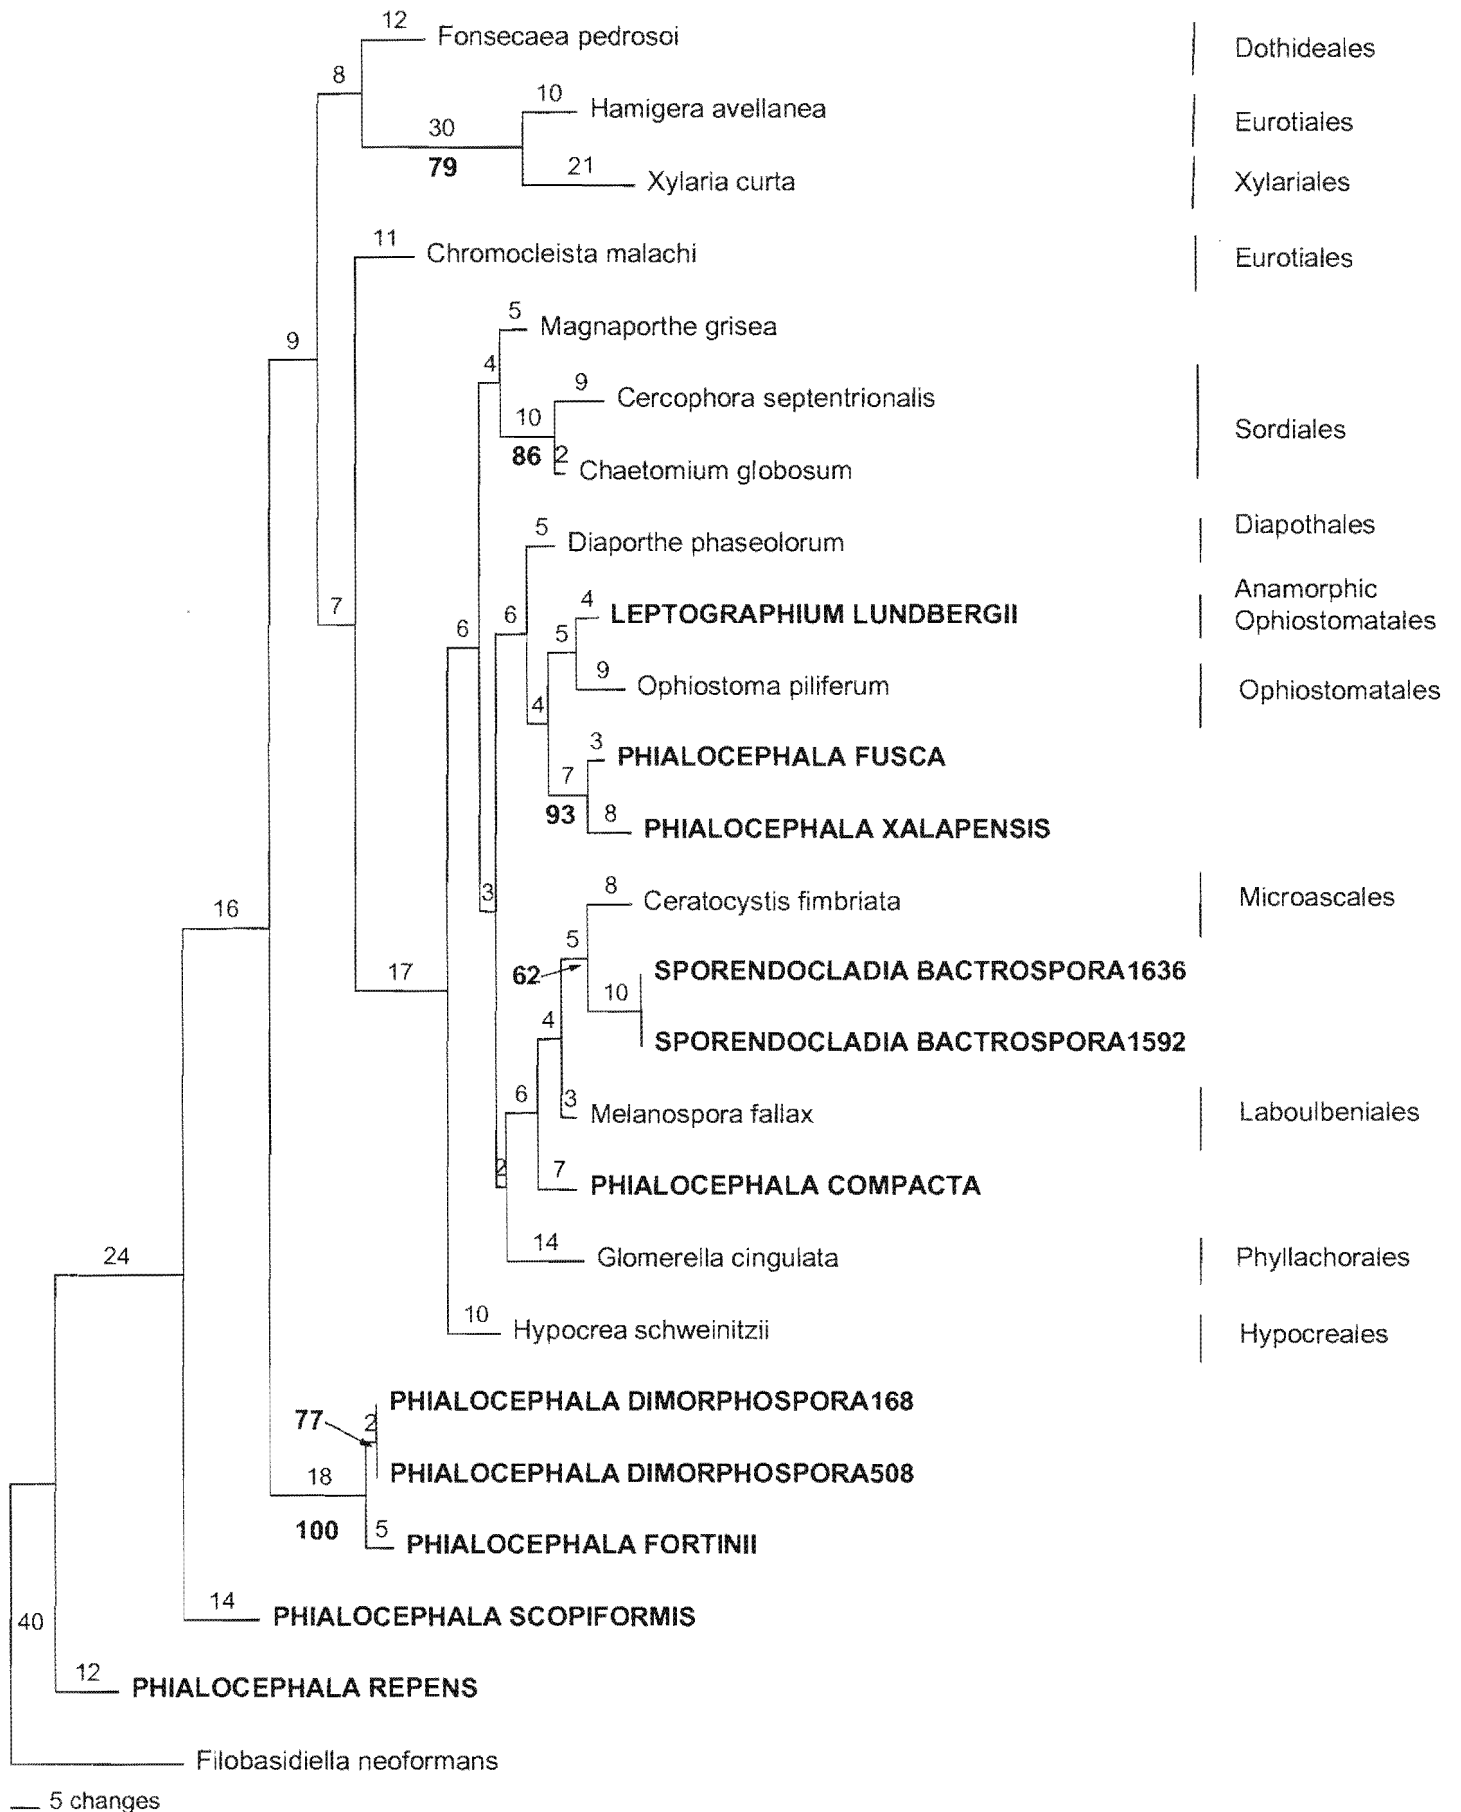 12
Fonsecaea pedrosoi
Dothideales
8
10
Hamigera avellanea
Eurotiales
30
79
21
Xylaria curta
Xylariales
11
Chromocleista malachi
Eurotiales
5
Magnaporthe grisea
9
4
9
Cercophora septentrionalis
10
Sordiales
86
2
Chaetomium globosum
5
Diaporthe phaseolorum
Diapothales
4
LEPTOGRAPHIUM LUNDBERGII
Anamorphic
Ophiostomatales
7
6
6
5
9
Ophiostoma piliferum
Ophiostomatales
4
3
PHIALOCEPHALA FUSCA
7
93
8
PHIALOCEPHALA XALAPENSIS
3
8
Ceratocystis fimbriata
Microascales
16
5
62
SPORENDOCLADIA BACTROSPORA1636
17
10
SPORENDOCLADIA BACTROSPORA1592
4
6
3
Melanospora fallax
Laboulbeniales
2
7
PHIALOCEPHALA COMPACTA
24
14
Glomerella cingulata
Phyllachorales
10
Hypocrea schweinitzii
Hypocreales
PHIALOCEPHALA DIMORPHOSPORA168
77
2
PHIALOCEPHALA DIMORPHOSPORA508
18
100
5
PHIALOCEPHALA FORTINII
14
PHIALOCEPHALA SCOPIFORMIS
40
12
PHIALOCEPHALA REPENS
Filobasidiella neoformans
5 changes